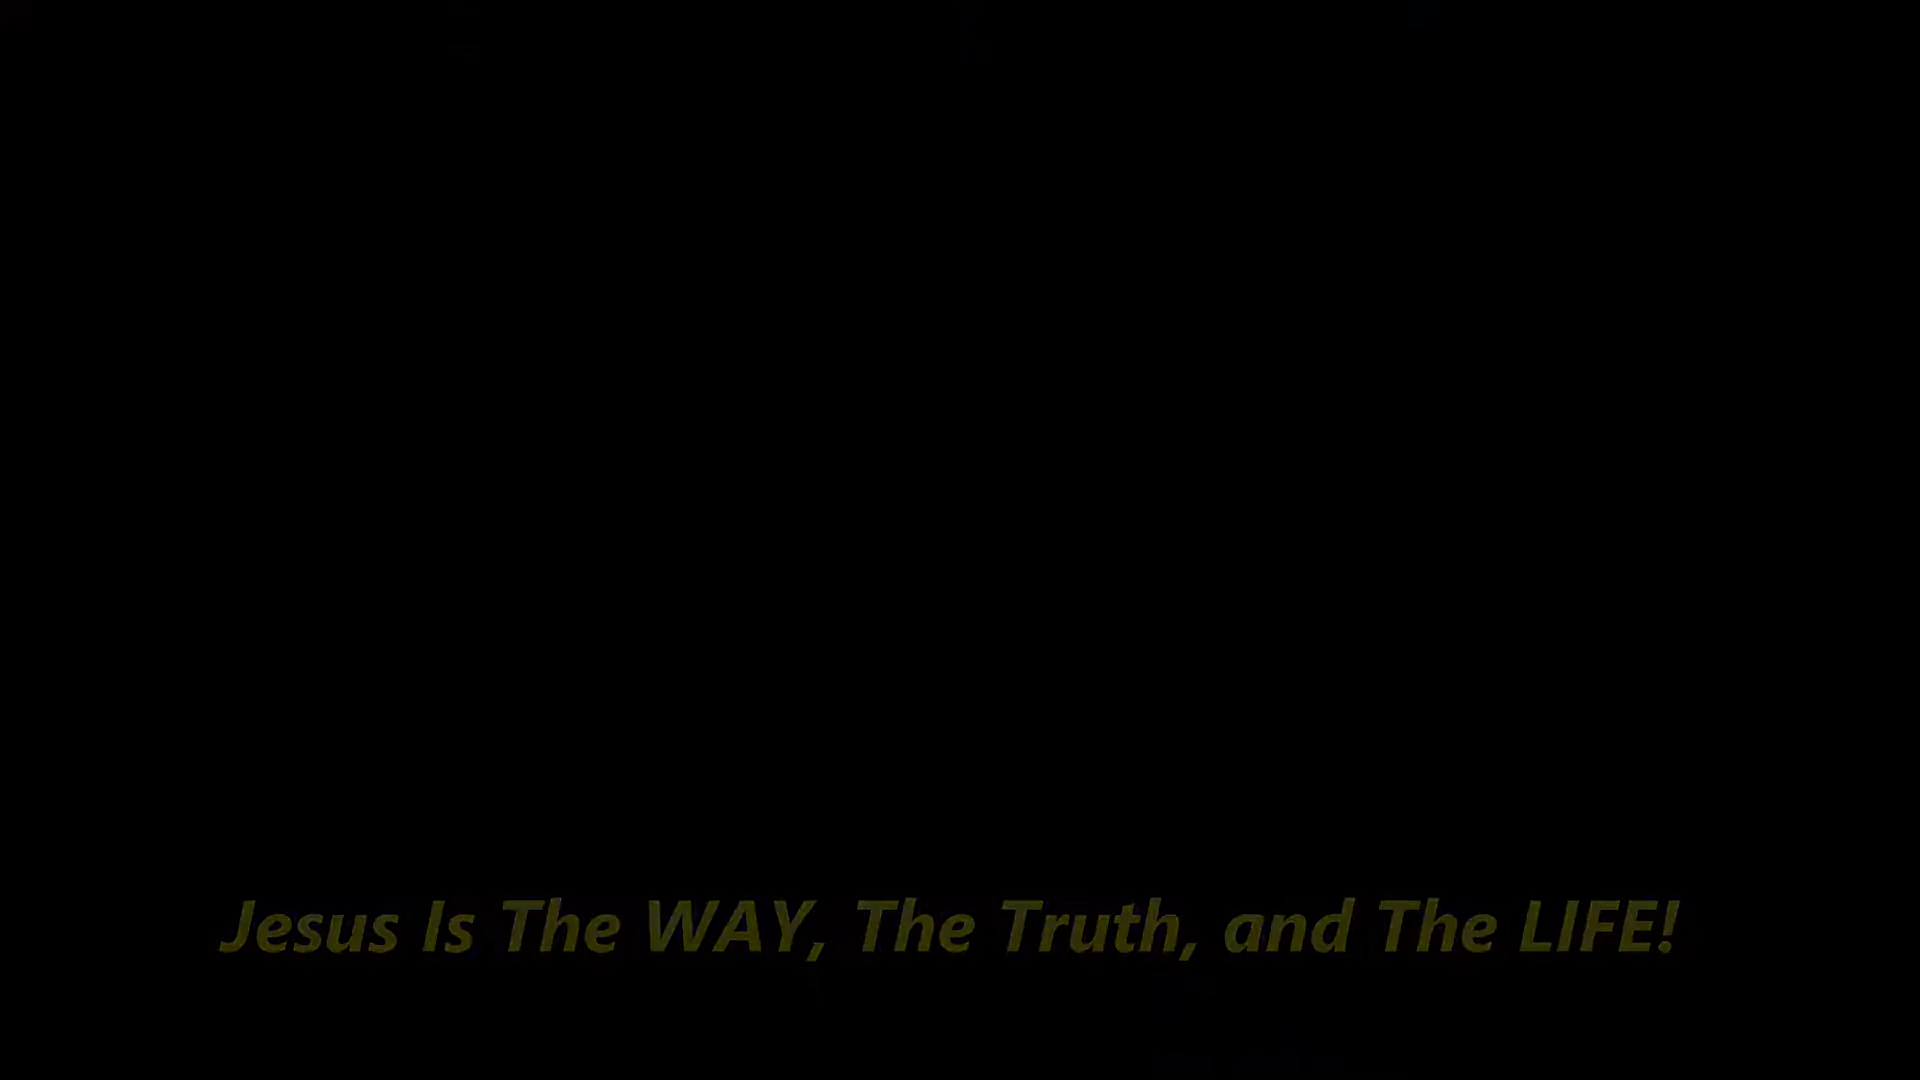 Jesus Is The WAY, The Truth, and The LIFE!